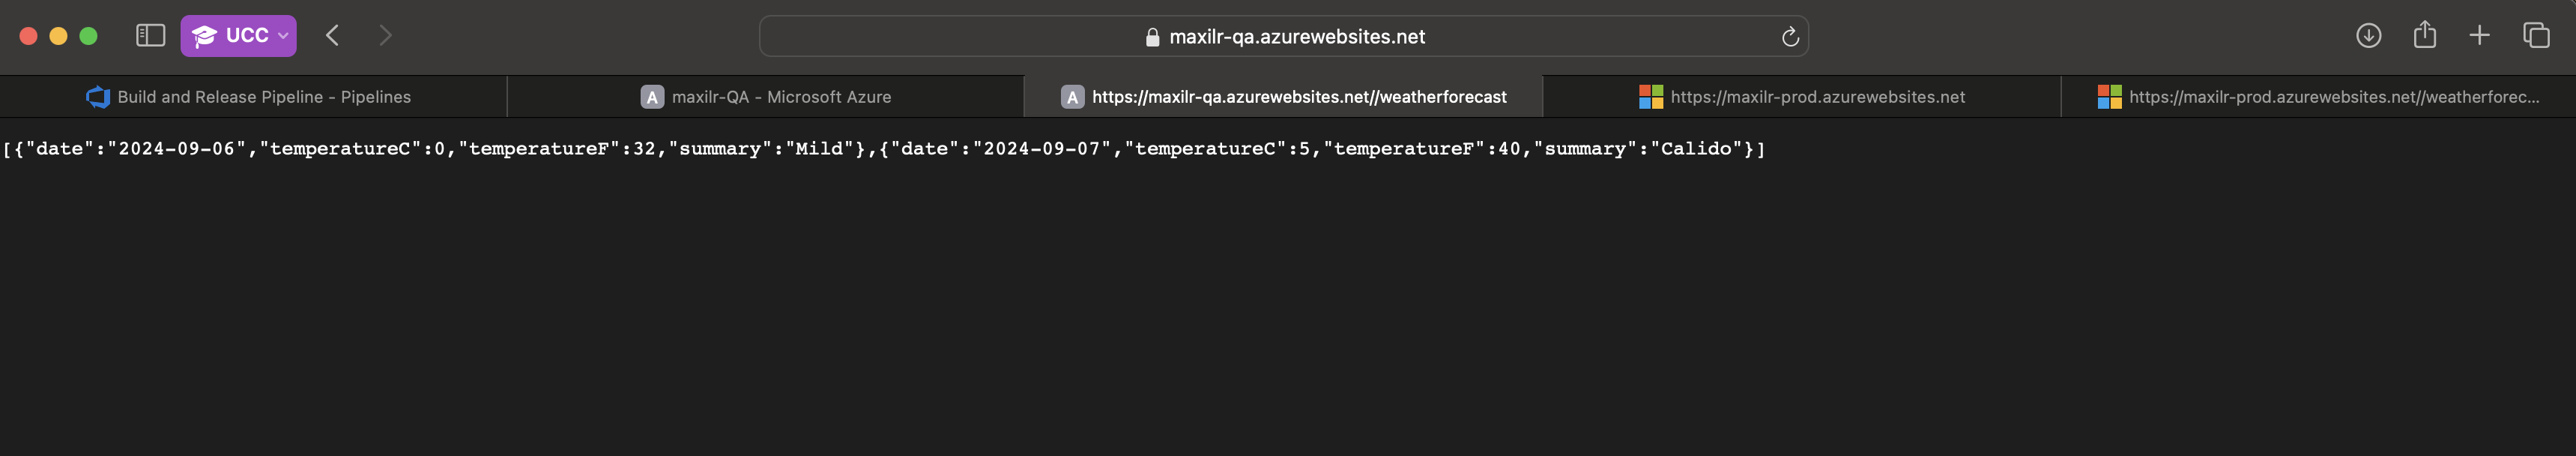 UCC
maxilr-qa.azurewebsites.net
Build and Release Pipeline - Pipelines
A maxilr-QA - Microsoft Azure
A https://maxilr-qa.azurewebsites.net//weatherforecast
https://maxilr-prod.azurewebsites.net
https://maxilr-prod.azurewebsites.net//weatherforec...
[{"date":"2024-09-06","temperatureC":0,"temperatureF":32,"summary":"Mild"},{"date":"2024-09-07","temperatureC":5,"temperatureF":40,"summary":"Calido"}]